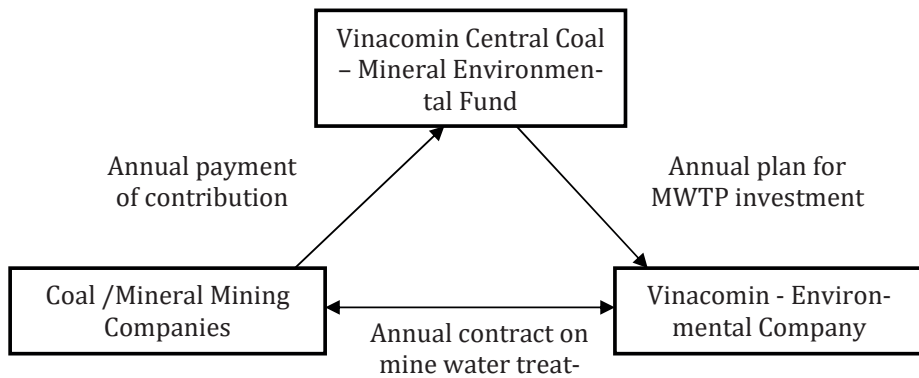 Vinacomin Central Coal
– Mineral Environmen-
tal Fund
Annual payment
of contribution
Annual plan for
MWTP investment
Coal /Mineral Mining
Companies
Vinacomin - Environ-
mental Company
Annual contract on
mine water treat-